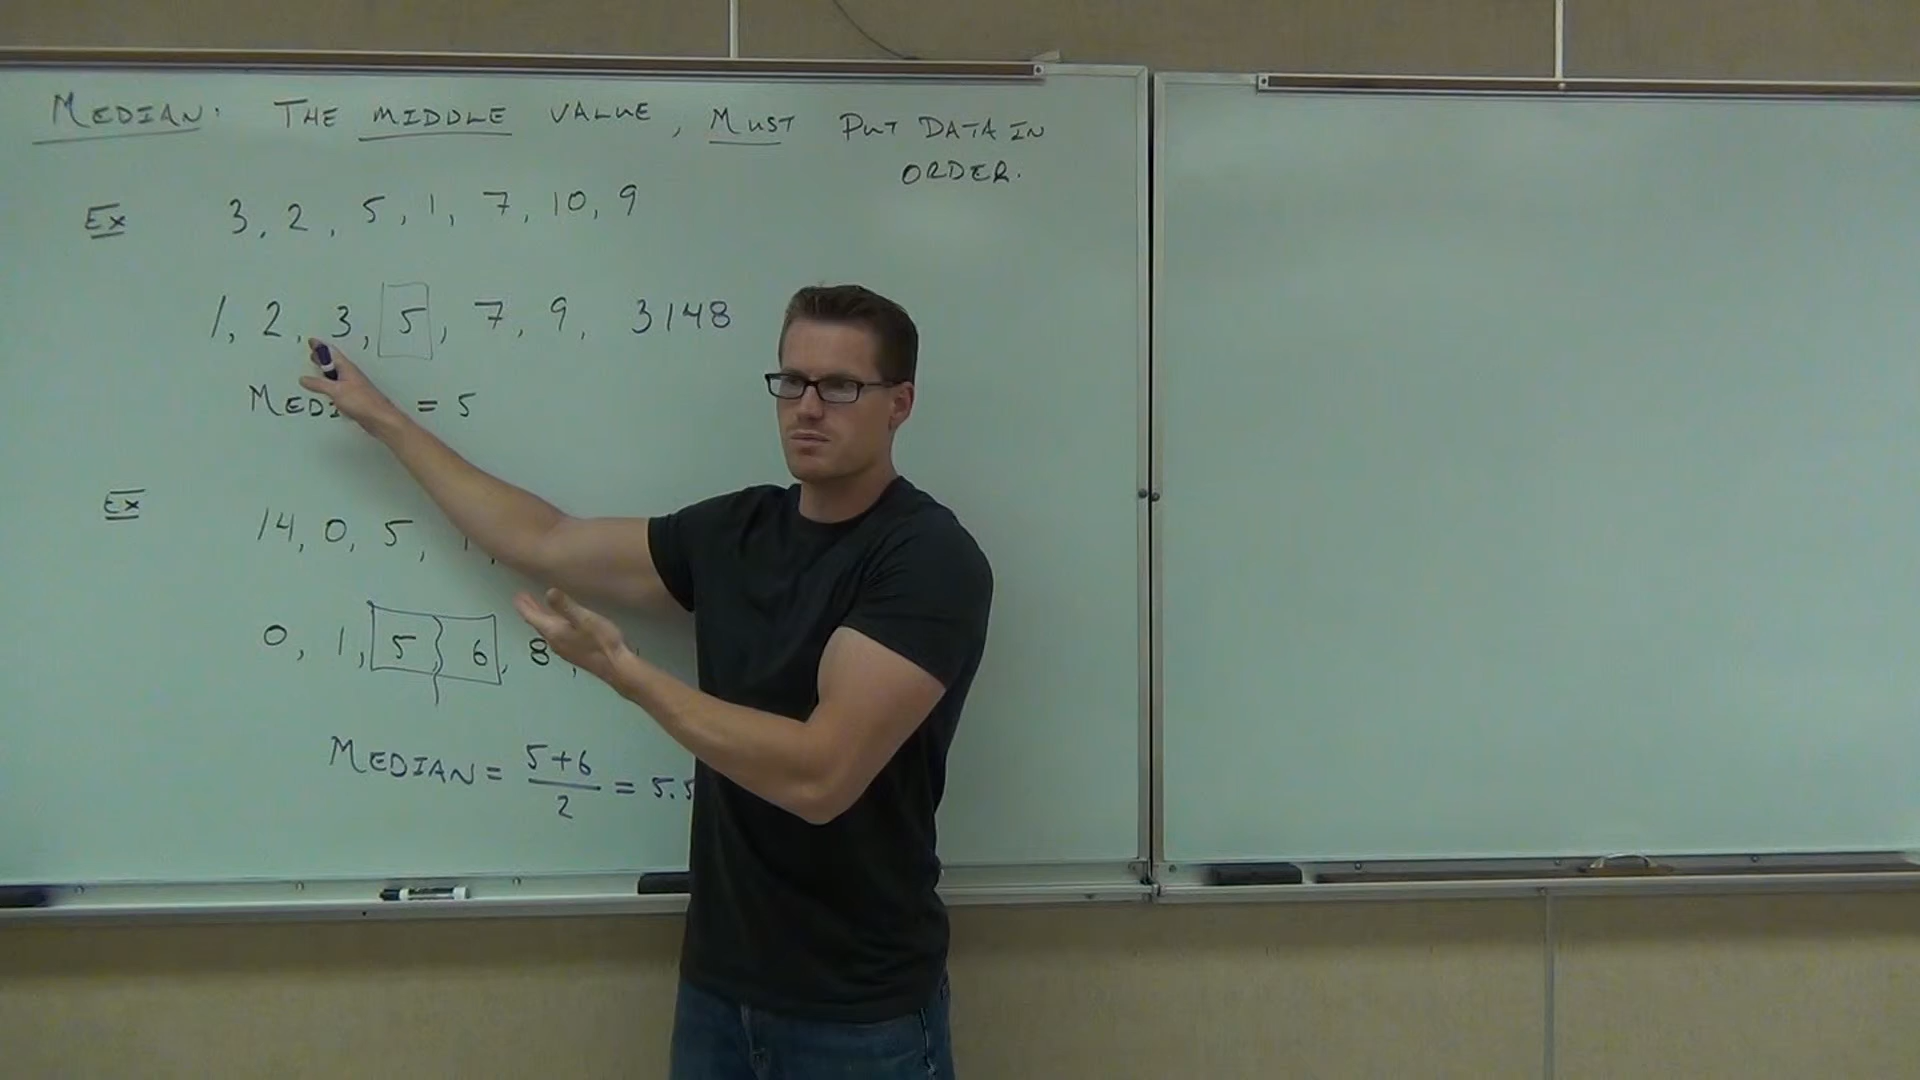 MEDIAN: THE MIDDLE VALUE, MUST PUT DATA IN
ORDER.
Ex 3, 2, 5, 1, 7, 10, 9
1, 2, 3, 5, 7, 9, 3148
= 5
Ex
14, 0, 5,
0, 1, 5, 6, 8,
MEDIAN = 5+6/2 = 5.5